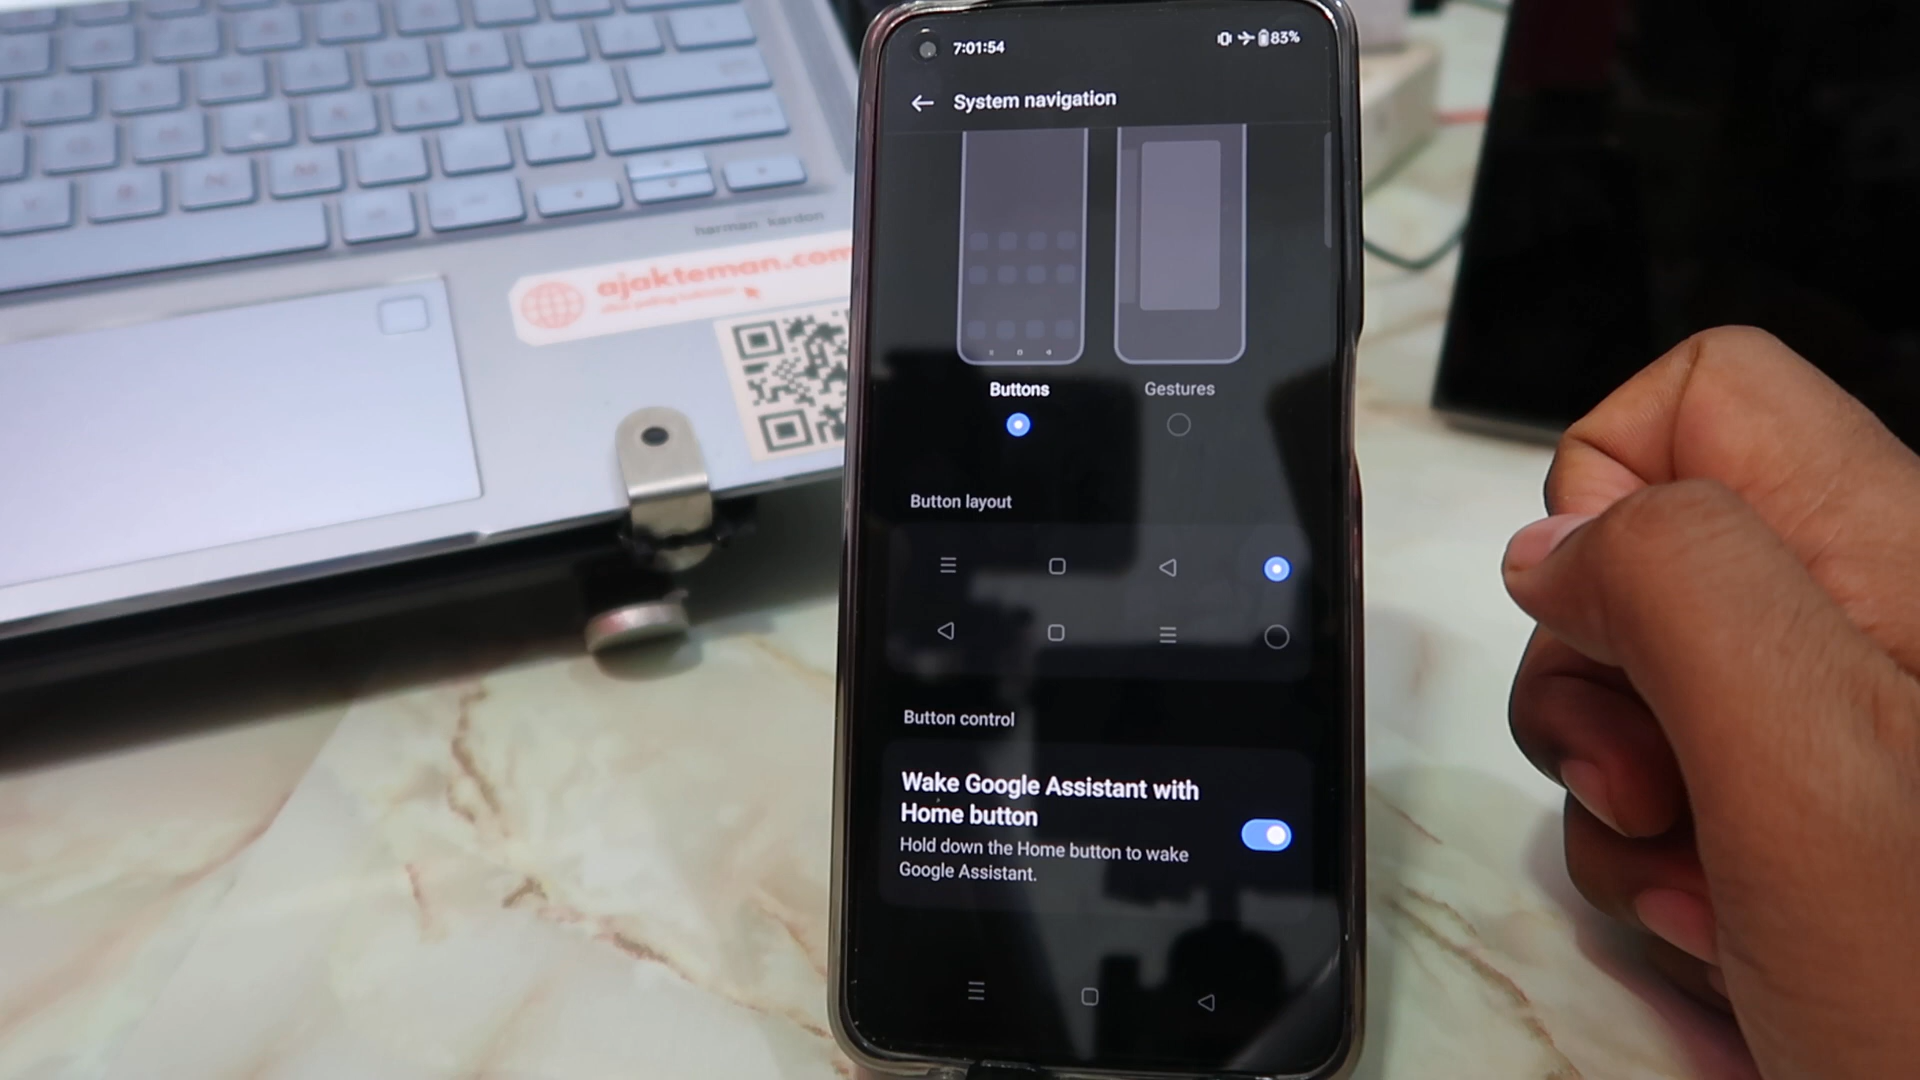 7:01:54
83%
System navigation
Buttons
Gestures
Button layout
Button control
Wake Google Assistant with
Home button
Hold down the Home button to wake
Google Assistant.
harman kardon
ajakteman.com